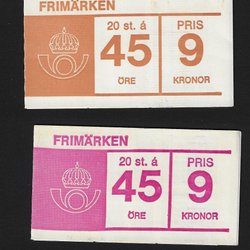 FRIMÄRKEN
20 st. á PRIS
45 9
ÖRE KRONOR
FRIMÄRKEN
20 st. á PRIS
45 9
ÖRE KRONOR